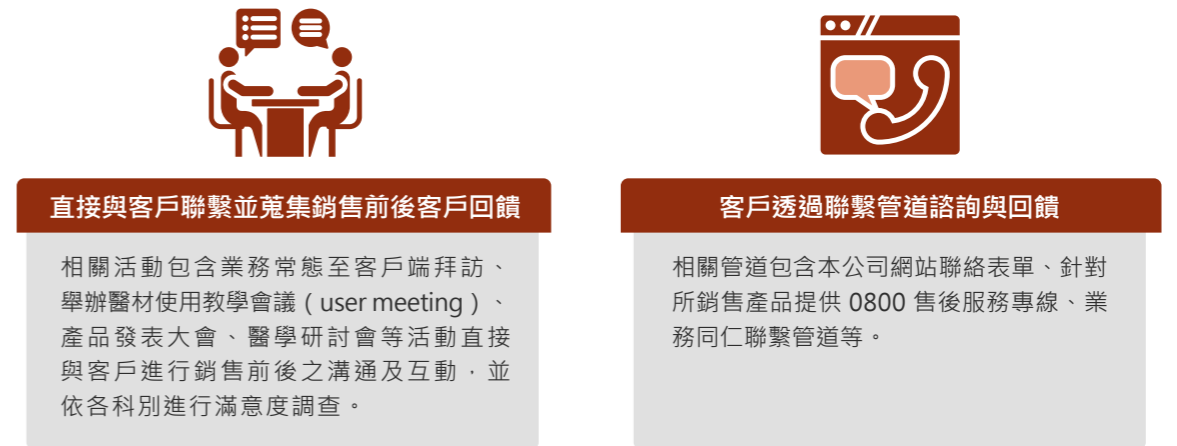 直接與客戶聯繫並蒐集銷售前後客戶回饋
相關活動包含業務常態至客戶端拜訪、
舉辦醫材使用教學會議（user meeting）、
產品發表大會、醫學研討會等活動直接
與客戶進行銷售前後之溝通及互動，並
依各科別進行滿意度調查。
客戶透過聯繫管道諮詢與回饋
相關管道包含本公司網站聯絡表單、針對
所銷售產品提供 0800 售後服務專線、業
務同仁聯繫管道等。